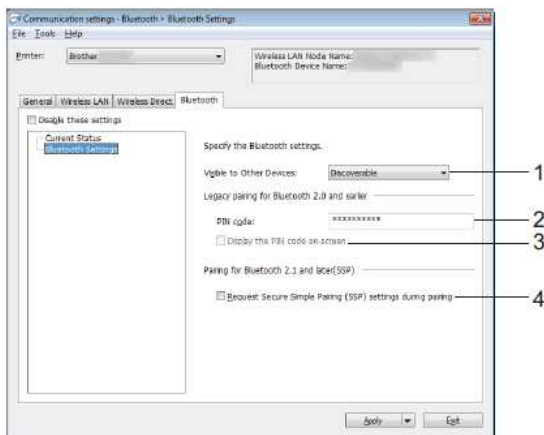 Communication settings - Bluetooth > Bluetooth Settings
File Tools Help
Printer: Brother
Wireless LAN Node Name:
Bluetooth Device Name:
General Wireless LAN Wireless Direct Bluetooth
Disable these settings
Current Status
Bluetooth Settings
Specify the Bluetooth settings.
Visible to Other Devices: Discoverable 1
Legacy pairing for Bluetooth 2.0 and earlier
PIN code: ********** 2
Display the PIN code on-screen 3
Pairing for Bluetooth 2.1 and later(SSP)
Request Secure Simple Pairing (SSP) settings during pairing 4
Apply Exit